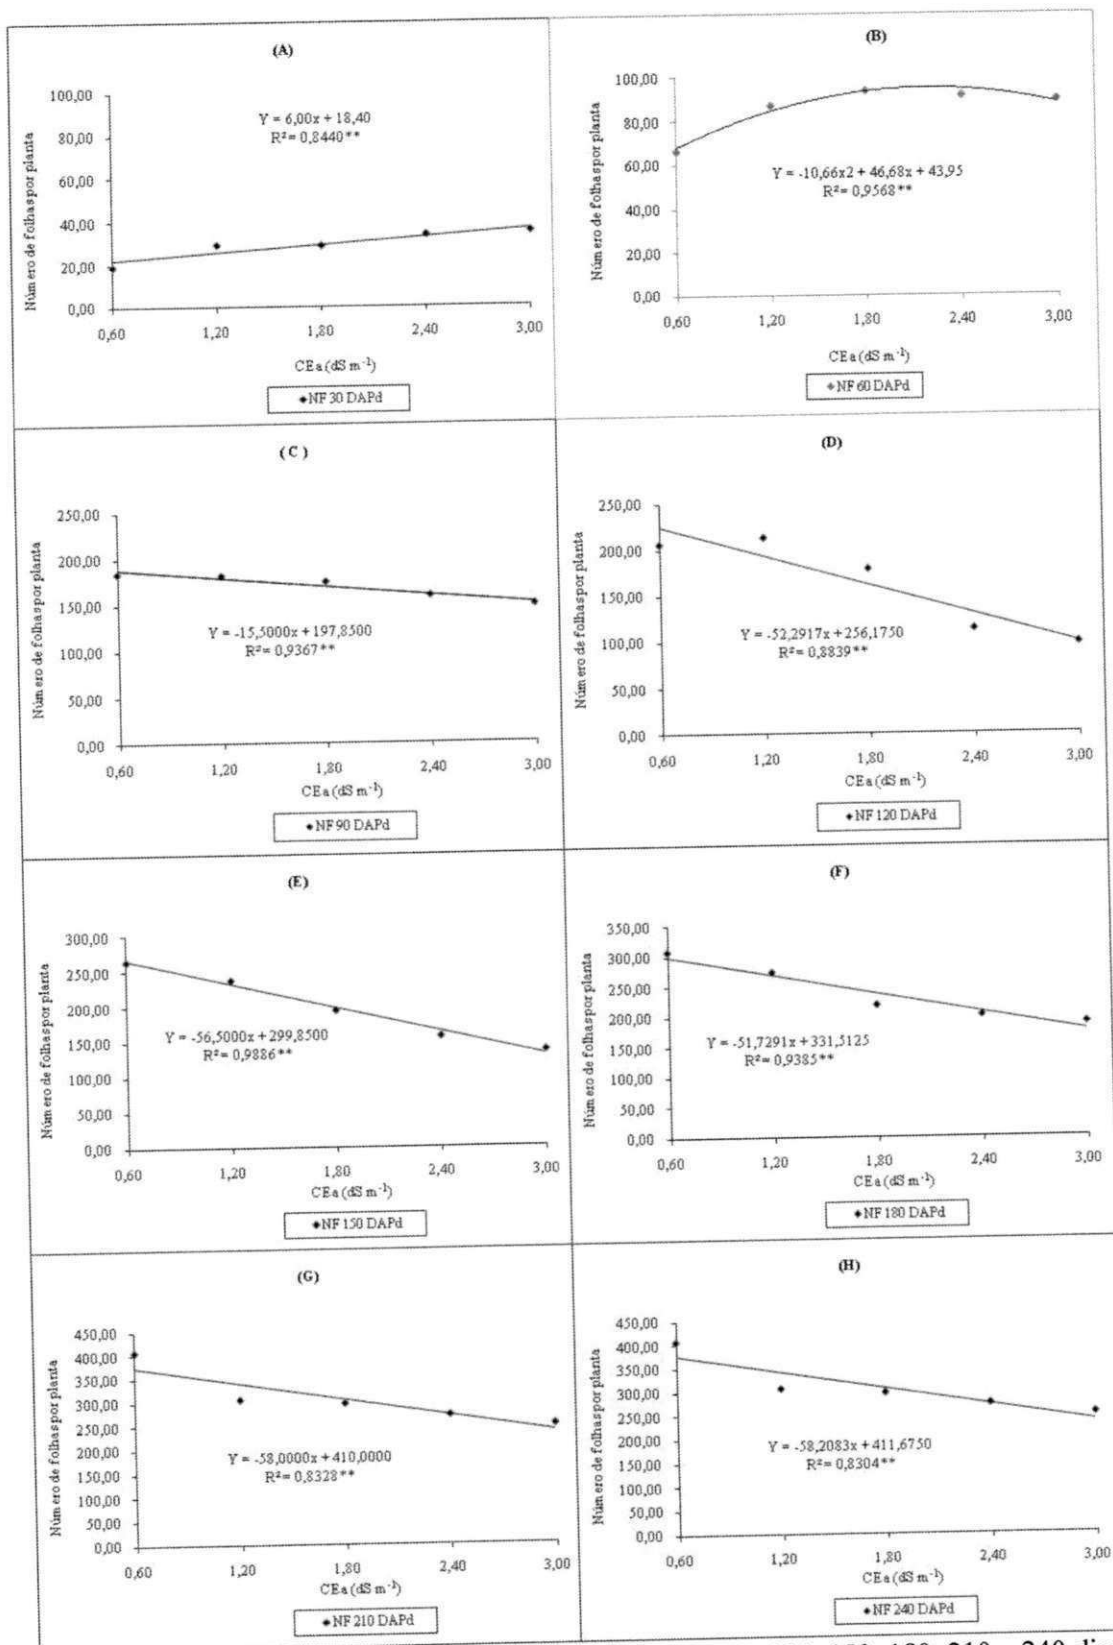 (A)
Número de folhas por planta
100,00
80,00
60,00
40,00
20,00
0,00
Y = 6,00x + 18,40
R² = 0,8440**
0,60 1,20 1,80 2,40 3,00
CEa (dS m⁻¹)
NF 30 DAPd
(B)
Número de folhas por planta
100,00
80,00
60,00
40,00
20,00
0,00
Y = -10,66x2 + 46,68x + 43,95
R² = 0,9568**
0,60 1,20 1,80 2,40 3,00
CEa (dS m⁻¹)
NF 60 DAPd
( C )
Número de folhas por planta
250,00
200,00
150,00
100,00
50,00
0,00
Y = -15,5000x + 197,8500
R² = 0,9367**
0,60 1,20 1,80 2,40 3,00
CEa (dS m⁻¹)
NF 90 DAPd
(D)
Número de folhas por planta
250,00
200,00
150,00
100,00
50,00
0,00
Y = -52,2917x + 256,1750
R² = 0,8839**
0,60 1,20 1,80 2,40 3,00
CEa (dS m⁻¹)
NF 120 DAPd
(E)
Número de folhas por planta
300,00
250,00
200,00
150,00
100,00
50,00
0,00
Y = -56,5000x + 299,8500
R² = 0,9886**
0,60 1,20 1,80 2,40 3,00
CEa (dS m⁻¹)
NF 150 DAPd
(F)
Número de folhas por planta
350,00
300,00
250,00
200,00
150,00
100,00
50,00
0,00
Y = -51,7291x + 331,5125
R² = 0,9385**
0,60 1,20 1,80 2,40 3,00
CEa (dS m⁻¹)
NF 180 DAPd
(G)
Número de folhas por planta
450,00
400,00
350,00
300,00
250,00
200,00
150,00
100,00
50,00
0,00
Y = -58,0000x + 410,0000
R² = 0,8328**
0,60 1,20 1,80 2,40 3,00
CEa (dS m⁻¹)
NF 210 DAPd
(H)
Número de folhas por planta
450,00
400,00
350,00
300,00
250,00
200,00
150,00
100,00
50,00
0,00
Y = -58,2083x + 411,6750
R² = 0,8304**
0,60 1,20 1,80 2,40 3,00
CEa (dS m⁻¹)
NF 240 DAPd
180, 210 240